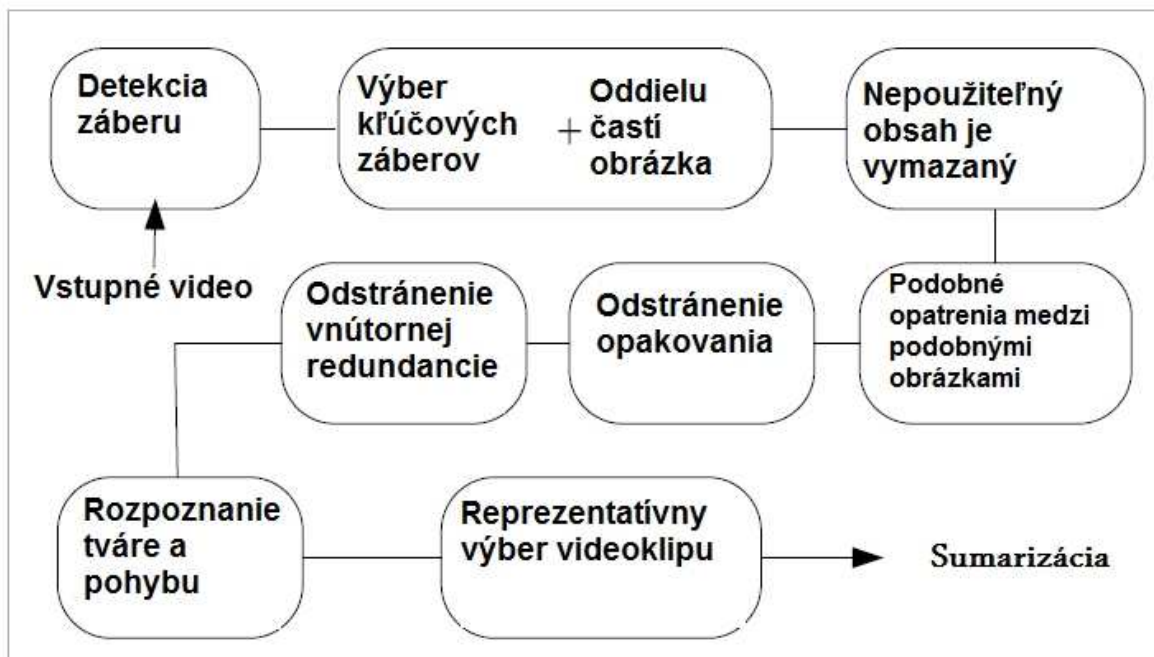 Detekcia
záberu
Výber
kľúčových
záberov
+
Oddielu
častí
obrázka
Nepoužiteľný
obsah je
vymazaný
Vstupné video
Odstránenie
vnútornej
redundancie
Odstránenie
opakovania
Podobné
opatrenia medzi
podobnými
obrázkami
Rozpoznanie
tváre a
pohybu
Reprezentatívny
výber videoklipu
Sumarizácia